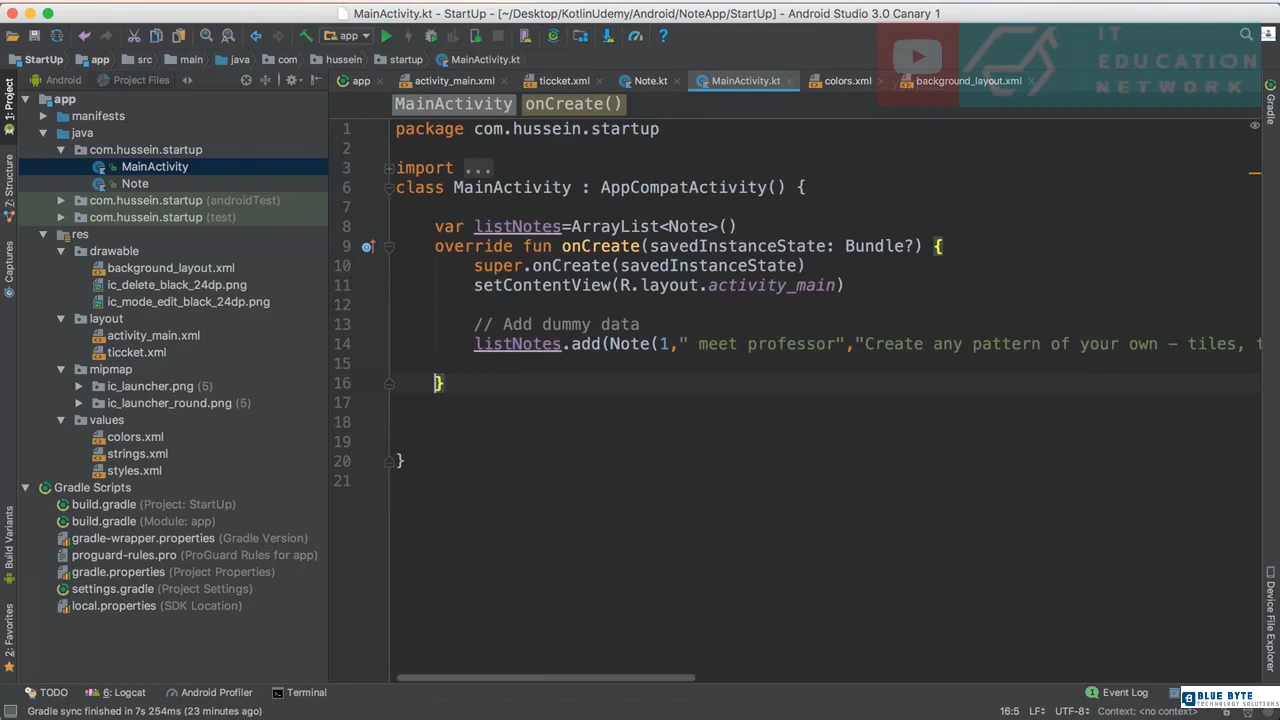 MainActivity.kt - StartUp - [~/Desktop/KotlinUdemy/Android/NoteApp/StartUp] - Android Studio 3.0 Canary 1
app
StartUp app src main java com hussein startup MainActivity.kt
Android Project Files
app activity_main.xml ticcket.xml Note.kt MainActivity.kt colors.xml background_layout.xml
IT
EDUCATION
NETWORK
MainActivity onCreate()
1: Project
Z: Structure
Captures
Build Variants
2: Favorites
app
manifests
java
com.hussein.startup
MainActivity
Note
com.hussein.startup (androidTest)
com.hussein.startup (test)
res
drawable
background_layout.xml
ic_delete_black_24dp.png
ic_mode_edit_black_24dp.png
layout
activity_main.xml
ticcket.xml
mipmap
ic_launcher.png (5)
ic_launcher_round.png (5)
values
colors.xml
strings.xml
styles.xml
Gradle Scripts
build.gradle (Project: StartUp)
build.gradle (Module: app)
gradle-wrapper.properties (Gradle Version)
proguard-rules.pro (ProGuard Rules for app)
gradle.properties (Project Properties)
settings.gradle (Project Settings)
local.properties (SDK Location)
1 package com.hussein.startup
2
3 import ...
6 class MainActivity : AppCompatActivity() {
7
8 var listNotes=ArrayList<Note>()
9 override fun onCreate(savedInstanceState: Bundle?) {
10 super.onCreate(savedInstanceState)
11 setContentView(R.layout.activity_main)
12
13 // Add dummy data
14 listNotes.add(Note(1," meet professor","Create any pattern of your own - tiles, t
15
16 }
17
18
19
20 }
21
Gradle
Device File Explorer
TODO 6: Logcat Android Profiler Terminal
1 Event Log
BLUE BYTE
TECHNOLOGY SOLUTIONS
Gradle sync finished in 7s 254ms (23 minutes ago)
16:5 LF÷ UTF-8÷ Context: <no context>